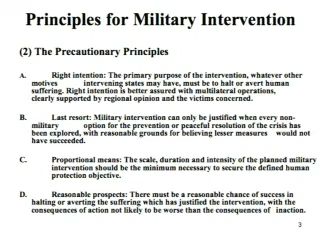 Principles for Military Intervention
(2) The Precautionary Principles
A. Right intention: The primary purpose of the intervention, whatever other
motives intervening states may have, must be to halt or avert human
suffering. Right intention is better assured with multilateral operations,
clearly supported by regional opinion and the victims concerned.
B. Last resort: Military intervention can only be justified when every non-
military option for the prevention or peaceful resolution of the crisis has
been explored, with reasonable grounds for believing lesser measures would not
have succeeded.
C. Proportional means: The scale, duration and intensity of the planned military
intervention should be the minimum necessary to secure the defined human
protection objective.
D. Reasonable prospects: There must be a reasonable chance of success in
halting or averting the suffering which has justified the intervention, with the
consequences of action not likely to be worse than the consequences of inaction.
3